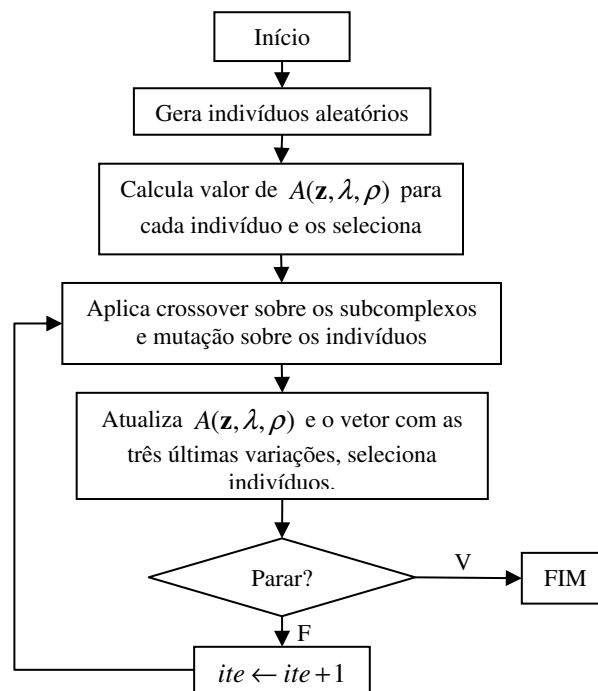 Início
Gera indivíduos aleatórios
Calcula valor de A(z, λ, ρ) para
cada indivíduo e os seleciona
Aplica crossover sobre os subcomplexos
e mutação sobre os indivíduos
Atualiza A(z, λ, ρ) e o vetor com as
três últimas variações, seleciona
indivíduos.
Parar?
V
FIM
F
ite ← ite +1